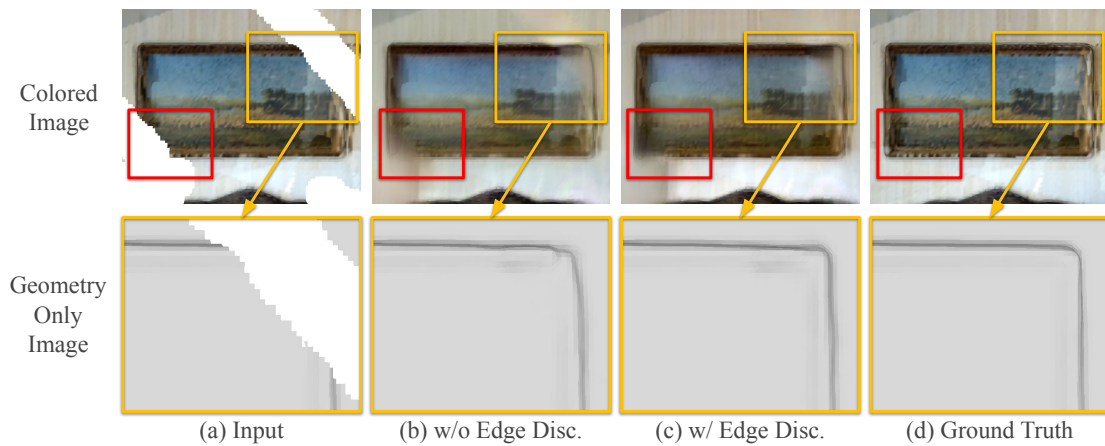 Colored
Image
Geometry
Only
Image
(a) Input
(b) w/o Edge Disc.
(c) w/ Edge Disc.
(d) Ground Truth